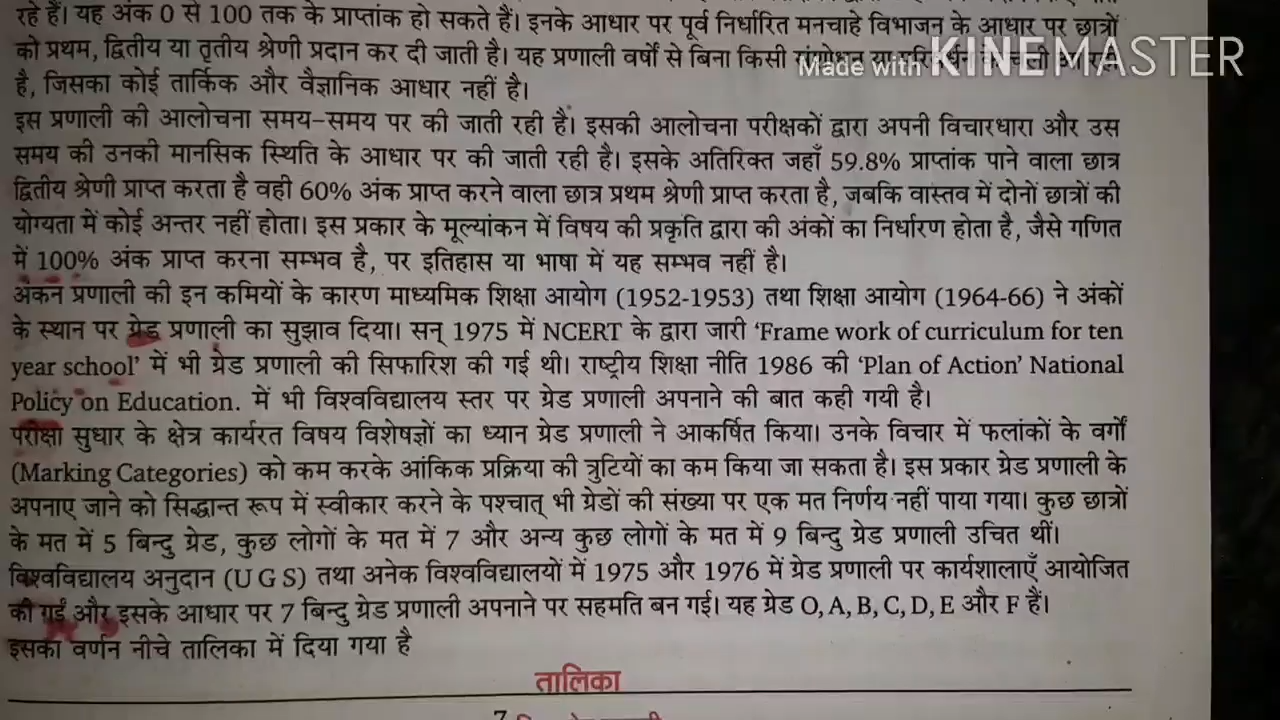 रहे हैं। यह अंक 0 से 100 तक के प्राप्तांक हो सकते हैं। इनके आधार पर पूर्व निर्धारित मनचाहे विभाजन के आधार पर छात्रों
को प्रथम, द्वितीय या तृतीय श्रेणी प्रदान कर दी जाती है। यह प्रणाली वर्षों से बिना किसी
Made with KINEMASTER
है, जिसका कोई तार्किक और वैज्ञानिक आधार नहीं है।
इस प्रणाली की आलोचना समय-समय पर की जाती रही है। इसकी आलोचना परीक्षकों द्वारा अपनी विचारधारा और उस
समय की उनकी मानसिक स्थिति के आधार पर की जाती रही है। इसके अतिरिक्त जहाँ 59.8% प्राप्तांक पाने वाला छात्र
द्वितीय श्रेणी प्राप्त करता है वही 60% अंक प्राप्त करने वाला छात्र प्रथम श्रेणी प्राप्त करता है, जबकि वास्तव में दोनों छात्रों की
योग्यता में कोई अन्तर नहीं होता। इस प्रकार के मूल्यांकन में विषय की प्रकृति द्वारा की अंकों का निर्धारण होता है, जैसे गणित
में 100% अंक प्राप्त करना सम्भव है, पर इतिहास या भाषा में यह सम्भव नहीं है।
अंकन प्रणाली की इन कमियों के कारण माध्यमिक शिक्षा आयोग (1952-1953) तथा शिक्षा आयोग (1964-66) ने अंकों
के स्थान पर ग्रेड प्रणाली का सुझाव दिया। सन् 1975 में NCERT के द्वारा जारी ‘Frame work of curriculum for ten
year school’ में भी ग्रेड प्रणाली की सिफारिश की गई थी। राष्ट्रीय शिक्षा नीति 1986 की ‘Plan of Action’ National
Policy on Education. में भी विश्वविद्यालय स्तर पर ग्रेड प्रणाली अपनाने की बात कही गयी है।
परीक्षा सुधार के क्षेत्र कार्यरत विषय विशेषज्ञों का ध्यान ग्रेड प्रणाली ने आकर्षित किया। उनके विचार में फलांकों के वर्गों
(Marking Categories) को कम करके आंकिक प्रक्रिया की त्रुटियों का कम किया जा सकता है। इस प्रकार ग्रेड प्रणाली के
अपनाए जाने को सिद्धान्त रूप में स्वीकार करने के पश्चात् भी ग्रेडों की संख्या पर एक मत निर्णय नहीं पाया गया। कुछ छात्रों
के मत में 5 बिन्दु ग्रेड, कुछ लोगों के मत में 7 और अन्य कुछ लोगों के मत में 9 बिन्दु ग्रेड प्रणाली उचित थीं।
विश्वविद्यालय अनुदान (U G S) तथा अनेक विश्वविद्यालयों में 1975 और 1976 में ग्रेड प्रणाली पर कार्यशालाएँ आयोजित
की गईं और इसके आधार पर 7 बिन्दु ग्रेड प्रणाली अपनाने पर सहमति बन गई। यह ग्रेड O, A, B, C, D, E और F हैं।
इसका वर्णन नीचे तालिका में दिया गया है
तालिका